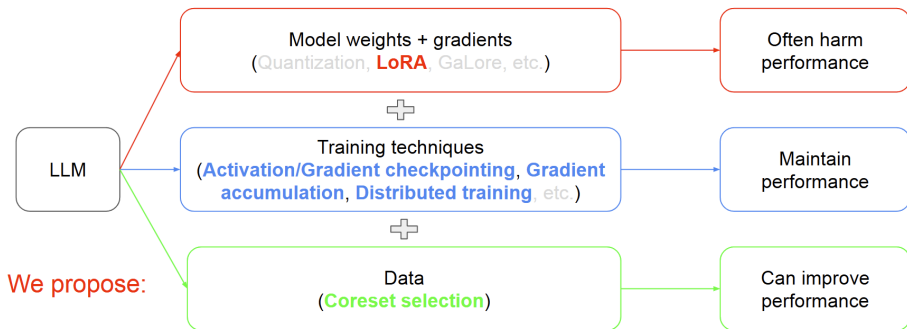 Model weights + gradients
(Quantization, LoRA, GaLore, etc.)
Often harm
performance
LLM
Training techniques
(Activation/Gradient checkpointing, Gradient
accumulation, Distributed training, etc.)
Maintain
performance
We propose:
Data
(Coreset selection)
Can improve
performance